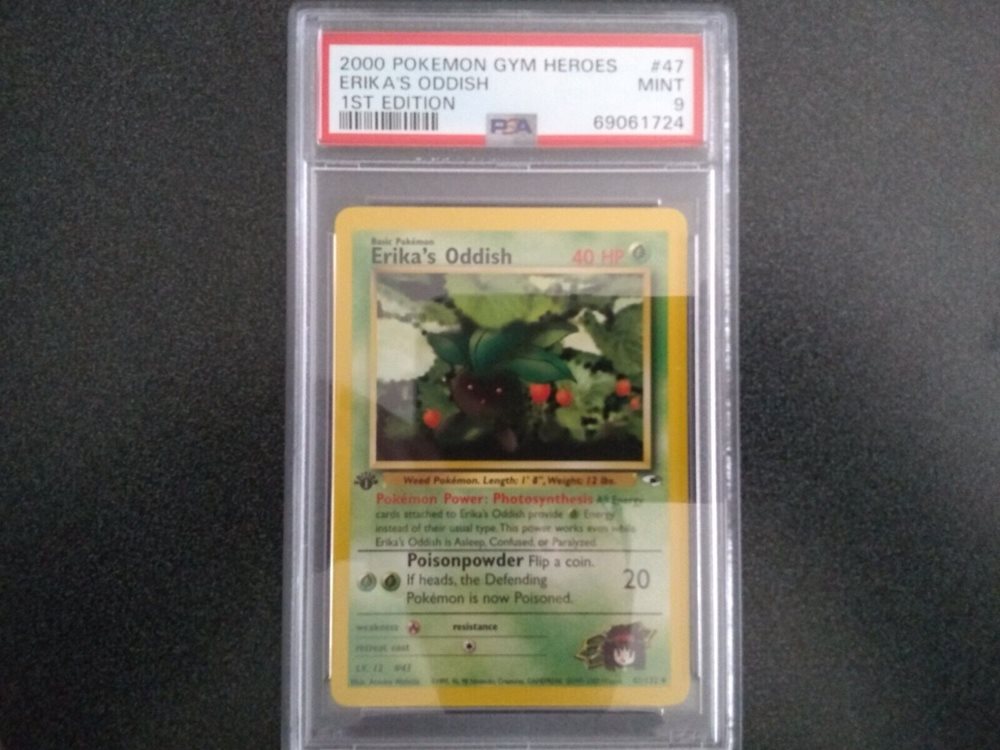 2000 POKEMON GYM HEROES #47
ERIKA'S ODDISH MINT
1ST EDITION 9
PSA 69061724
Basic Pokémon
Erika's Oddish 40 HP
Weed Pokémon. Length: 1' 8", Weight: 12 lbs.
Pokémon Power: Photosynthesis All Energy
cards attached to Erika's Oddish provide Energy
instead of their usual type. This power works even while
Erika's Oddish is Asleep, Confused, or Paralyzed.
Poisonpowder Flip a coin.
If heads, the Defending 20
Pokémon is now Poisoned.
weakness resistance
retreat cost
LV. 12 #43